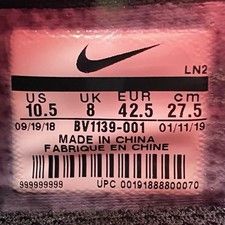 LN2
US UK EUR cm
10.5 8 42.5 27.5
09/19/18 BV1139-001 01/11/19
MADE IN CHINA
FABRIQUE EN CHINE
999999999 UPC 00191888800070